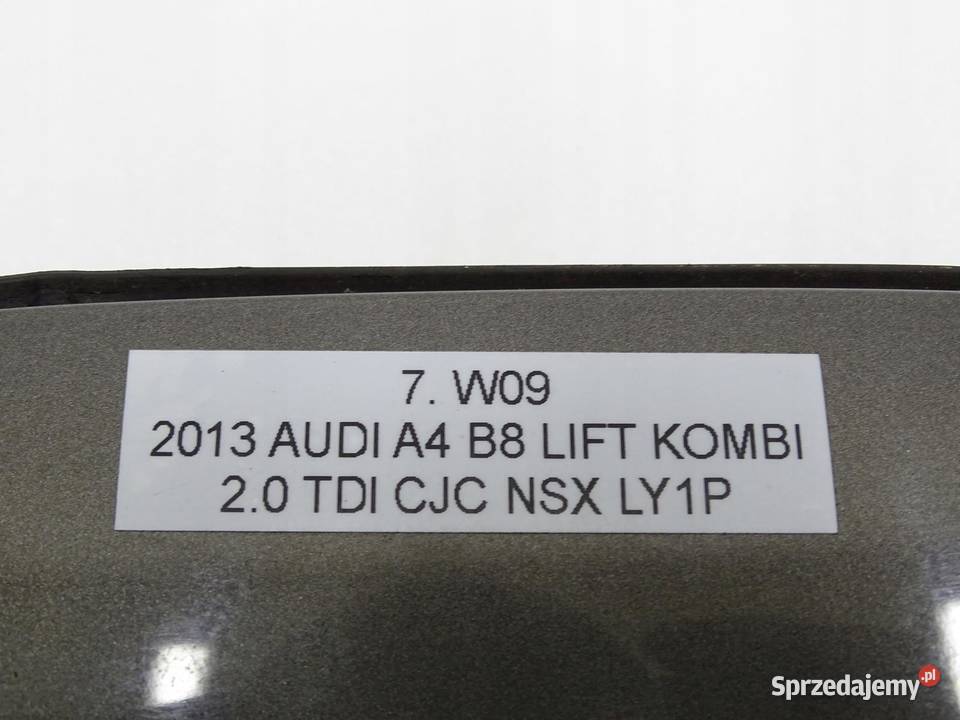 7. W09
2013 AUDI A4 B8 LIFT KOMBI
2.0 TDI CJC NSX LY1P
Sprzedajemy.pl